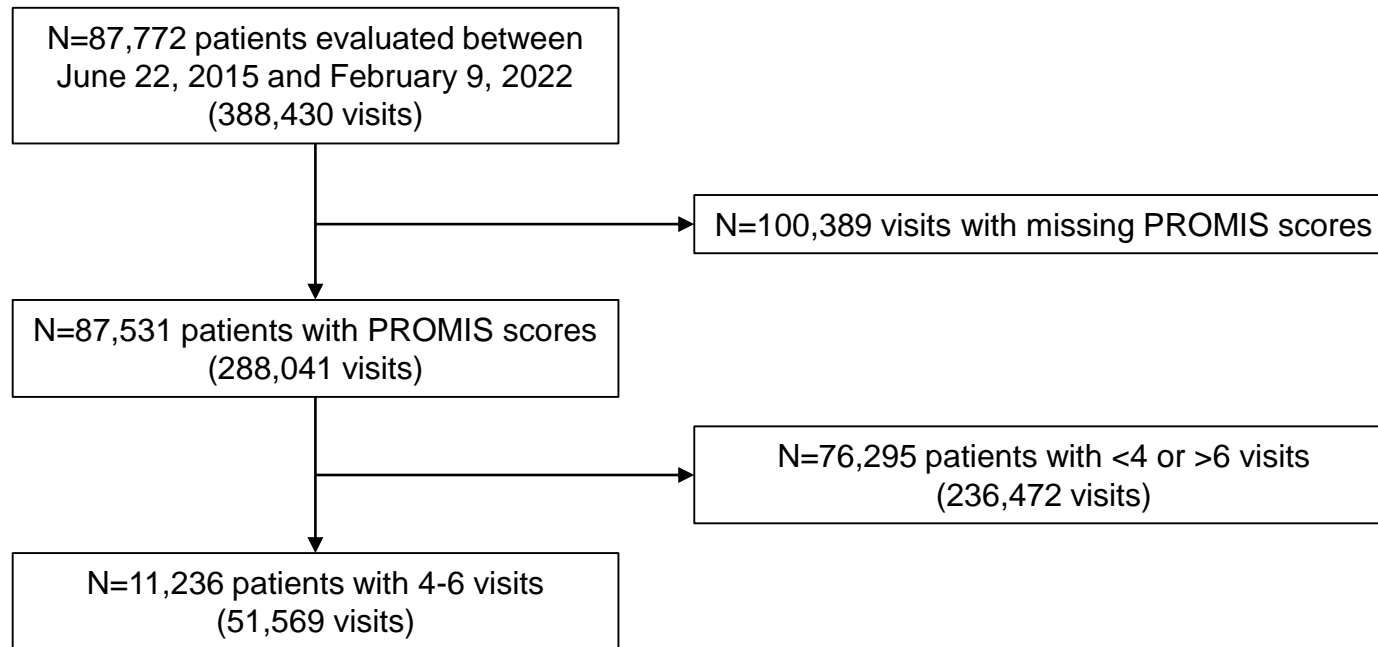 N=87,772 patients evaluated between
June 22, 2015 and February 9, 2022
(388,430 visits)
N=100,389 visits with missing PROMIS scores
N=87,531 patients with PROMIS scores
(288,041 visits)
N=76,295 patients with <4 or >6 visits
(236,472 visits)
N=11,236 patients with 4-6 visits
(51,569 visits)